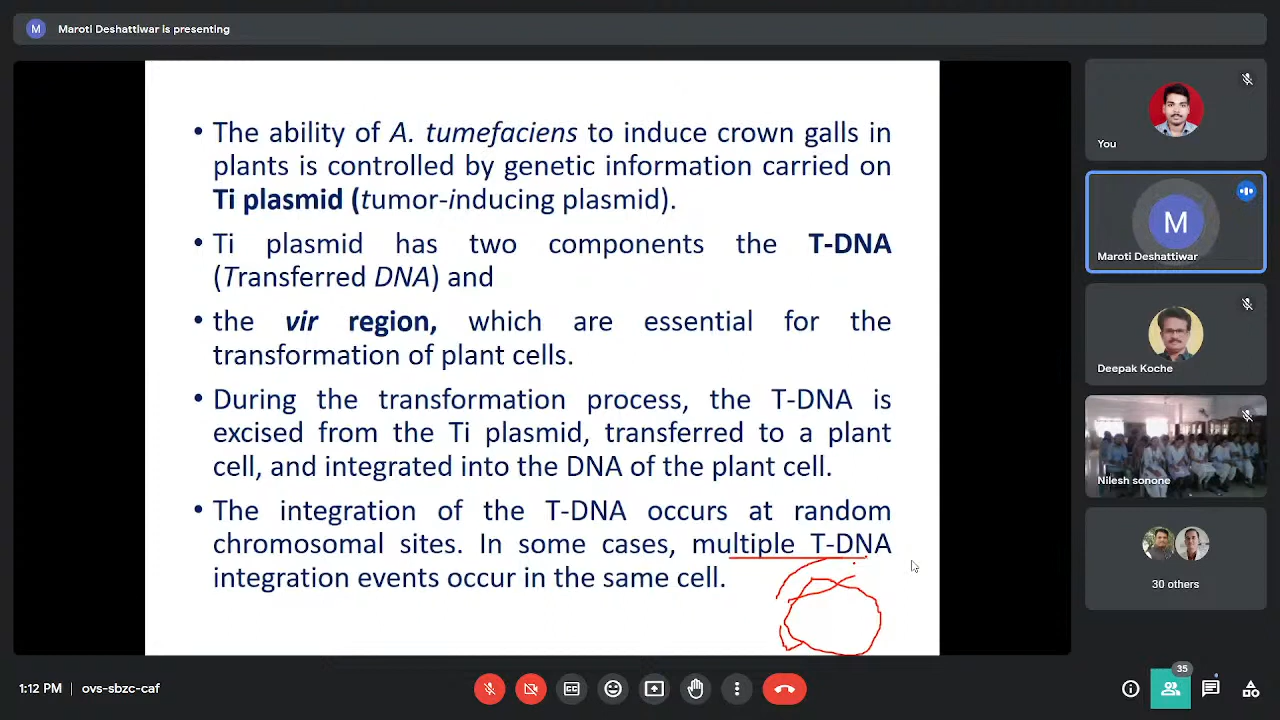 M Maroti Deshattiwar is presenting
• The ability of A. tumefaciens to induce crown galls in
plants is controlled by genetic information carried on
Ti plasmid (tumor-inducing plasmid).
• Ti plasmid has two components the T-DNA
(Transferred DNA) and
• the vir region, which are essential for the
transformation of plant cells.
• During the transformation process, the T-DNA is
excised from the Ti plasmid, transferred to a plant
cell, and integrated into the DNA of the plant cell.
• The integration of the T-DNA occurs at random
chromosomal sites. In some cases, multiple T-DNA
integration events occur in the same cell.
You
M
Maroti Deshattiwar
Deepak Koche
Nilesh sonone
30 others
1:12 PM | ovs-sbzc-caf
CC
35